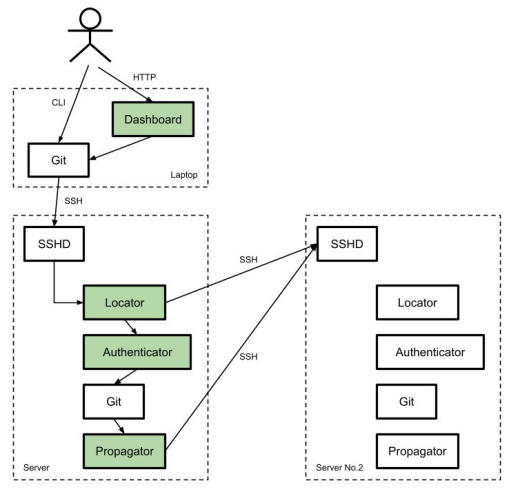 HTTP
CLI
Dashboard
Git
Laptop
SSH
SSHD
Locator
Authenticator
Git
Propagator
Server
SSH
SSH
SSHD
Locator
Authenticator
Git
Propagator
Server No.2